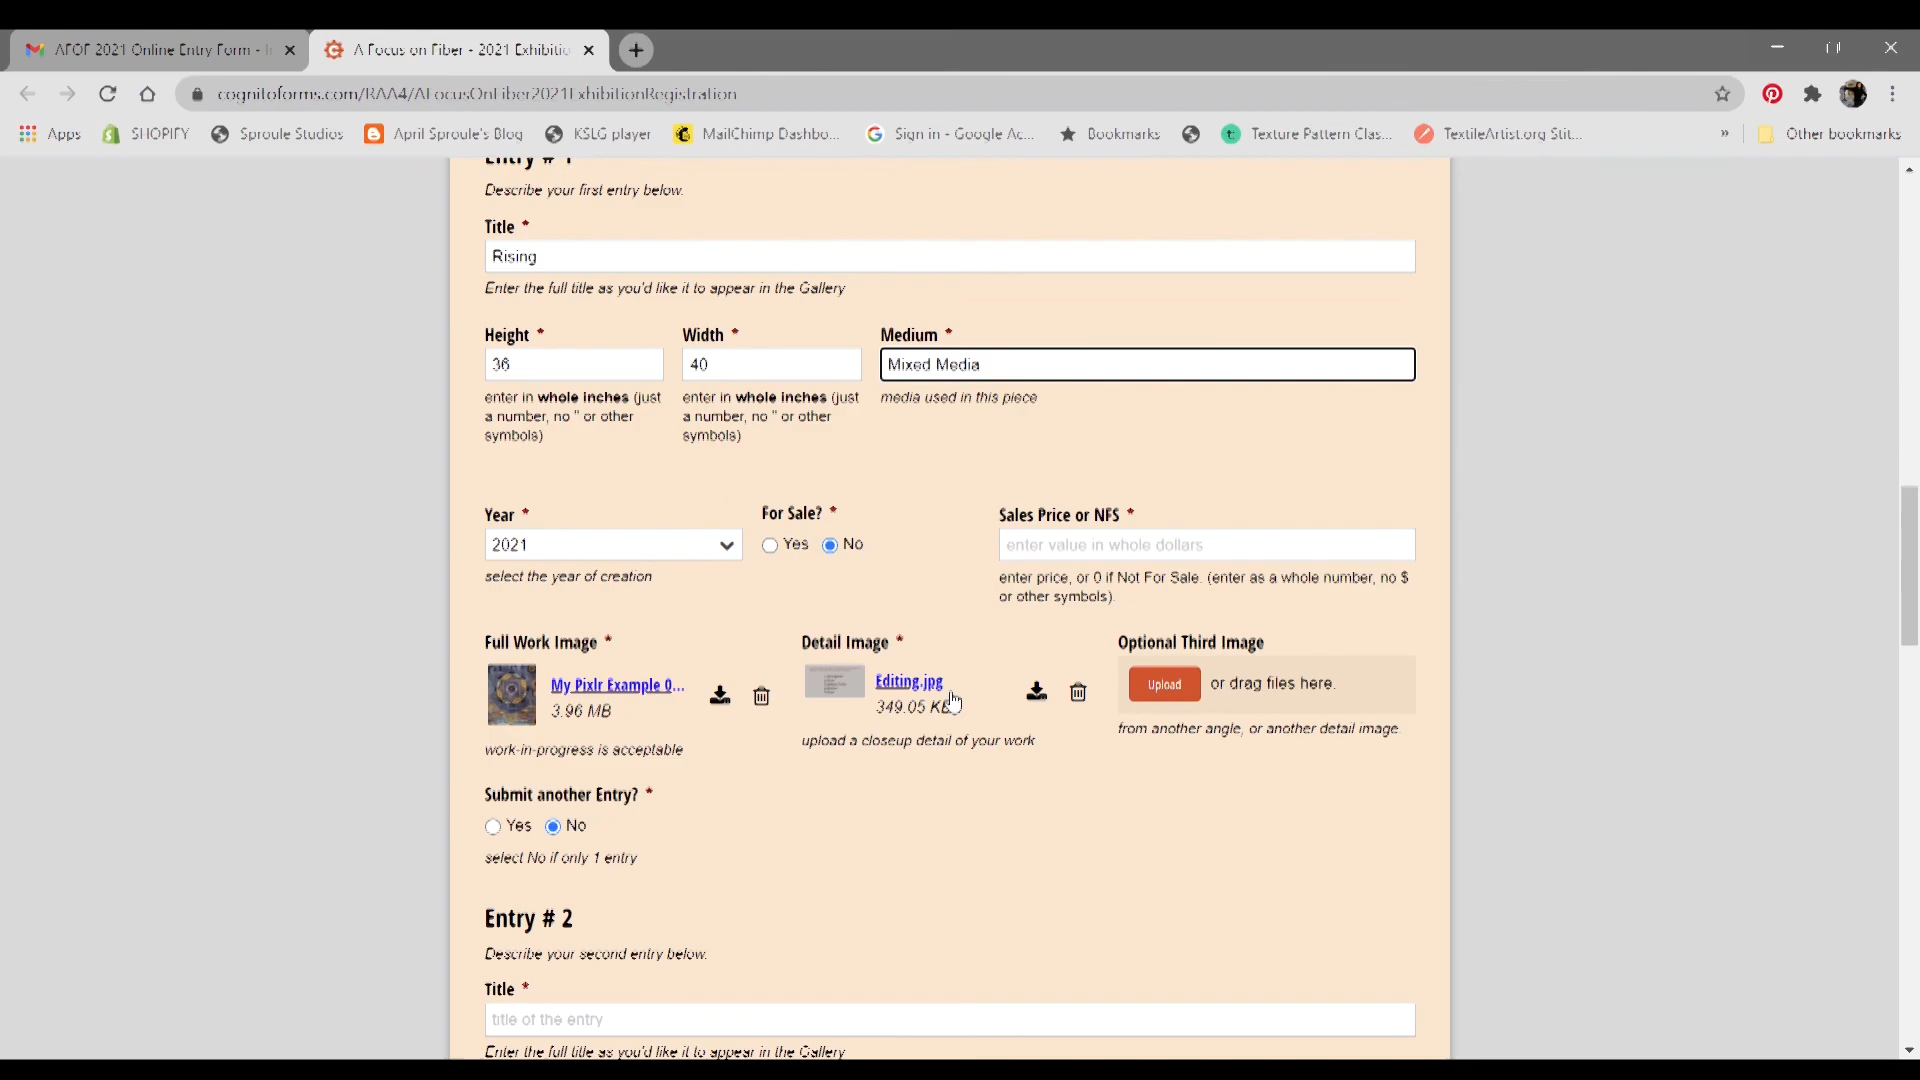 AFOF 2021 Online Entry Form - I
A Focus on Fiber - 2021 Exhibitio
cognitoforms.com/RAA4/AFocusOnFiber2021ExhibitionRegistration
Apps SHOPIFY Sproule Studios April Sproule's Blog KSLG player MailChimp Dashbo... Sign in - Google Ac... Bookmarks Texture Pattern Clas... TextileArtist.org Stit... » Other bookmarks
Entry # 1
Describe your first entry below.
Title *
Rising
Enter the full title as you'd like it to appear in the Gallery
Height * Width * Medium *
36 40 Mixed Media
enter in whole inches (just enter in whole inches (just media used in this piece
a number, no " or other a number, no " or other
symbols) symbols)
Year * For Sale? * Sales Price or NFS *
2021 Yes No enter value in whole dollars
select the year of creation enter price, or 0 if Not For Sale. (enter as a whole number, no $
or other symbols).
Full Work Image * Detail Image * Optional Third Image
My Pixlr Example 0... Editing.jpg Upload or drag files here.
3.96 MB 349.05 KB
work-in-progress is acceptable upload a closeup detail of your work from another angle, or another detail image.
Submit another Entry? *
Yes No
select No if only 1 entry
Entry # 2
Describe your second entry below.
Title *
title of the entry
Enter the full title as you'd like it to appear in the Gallery